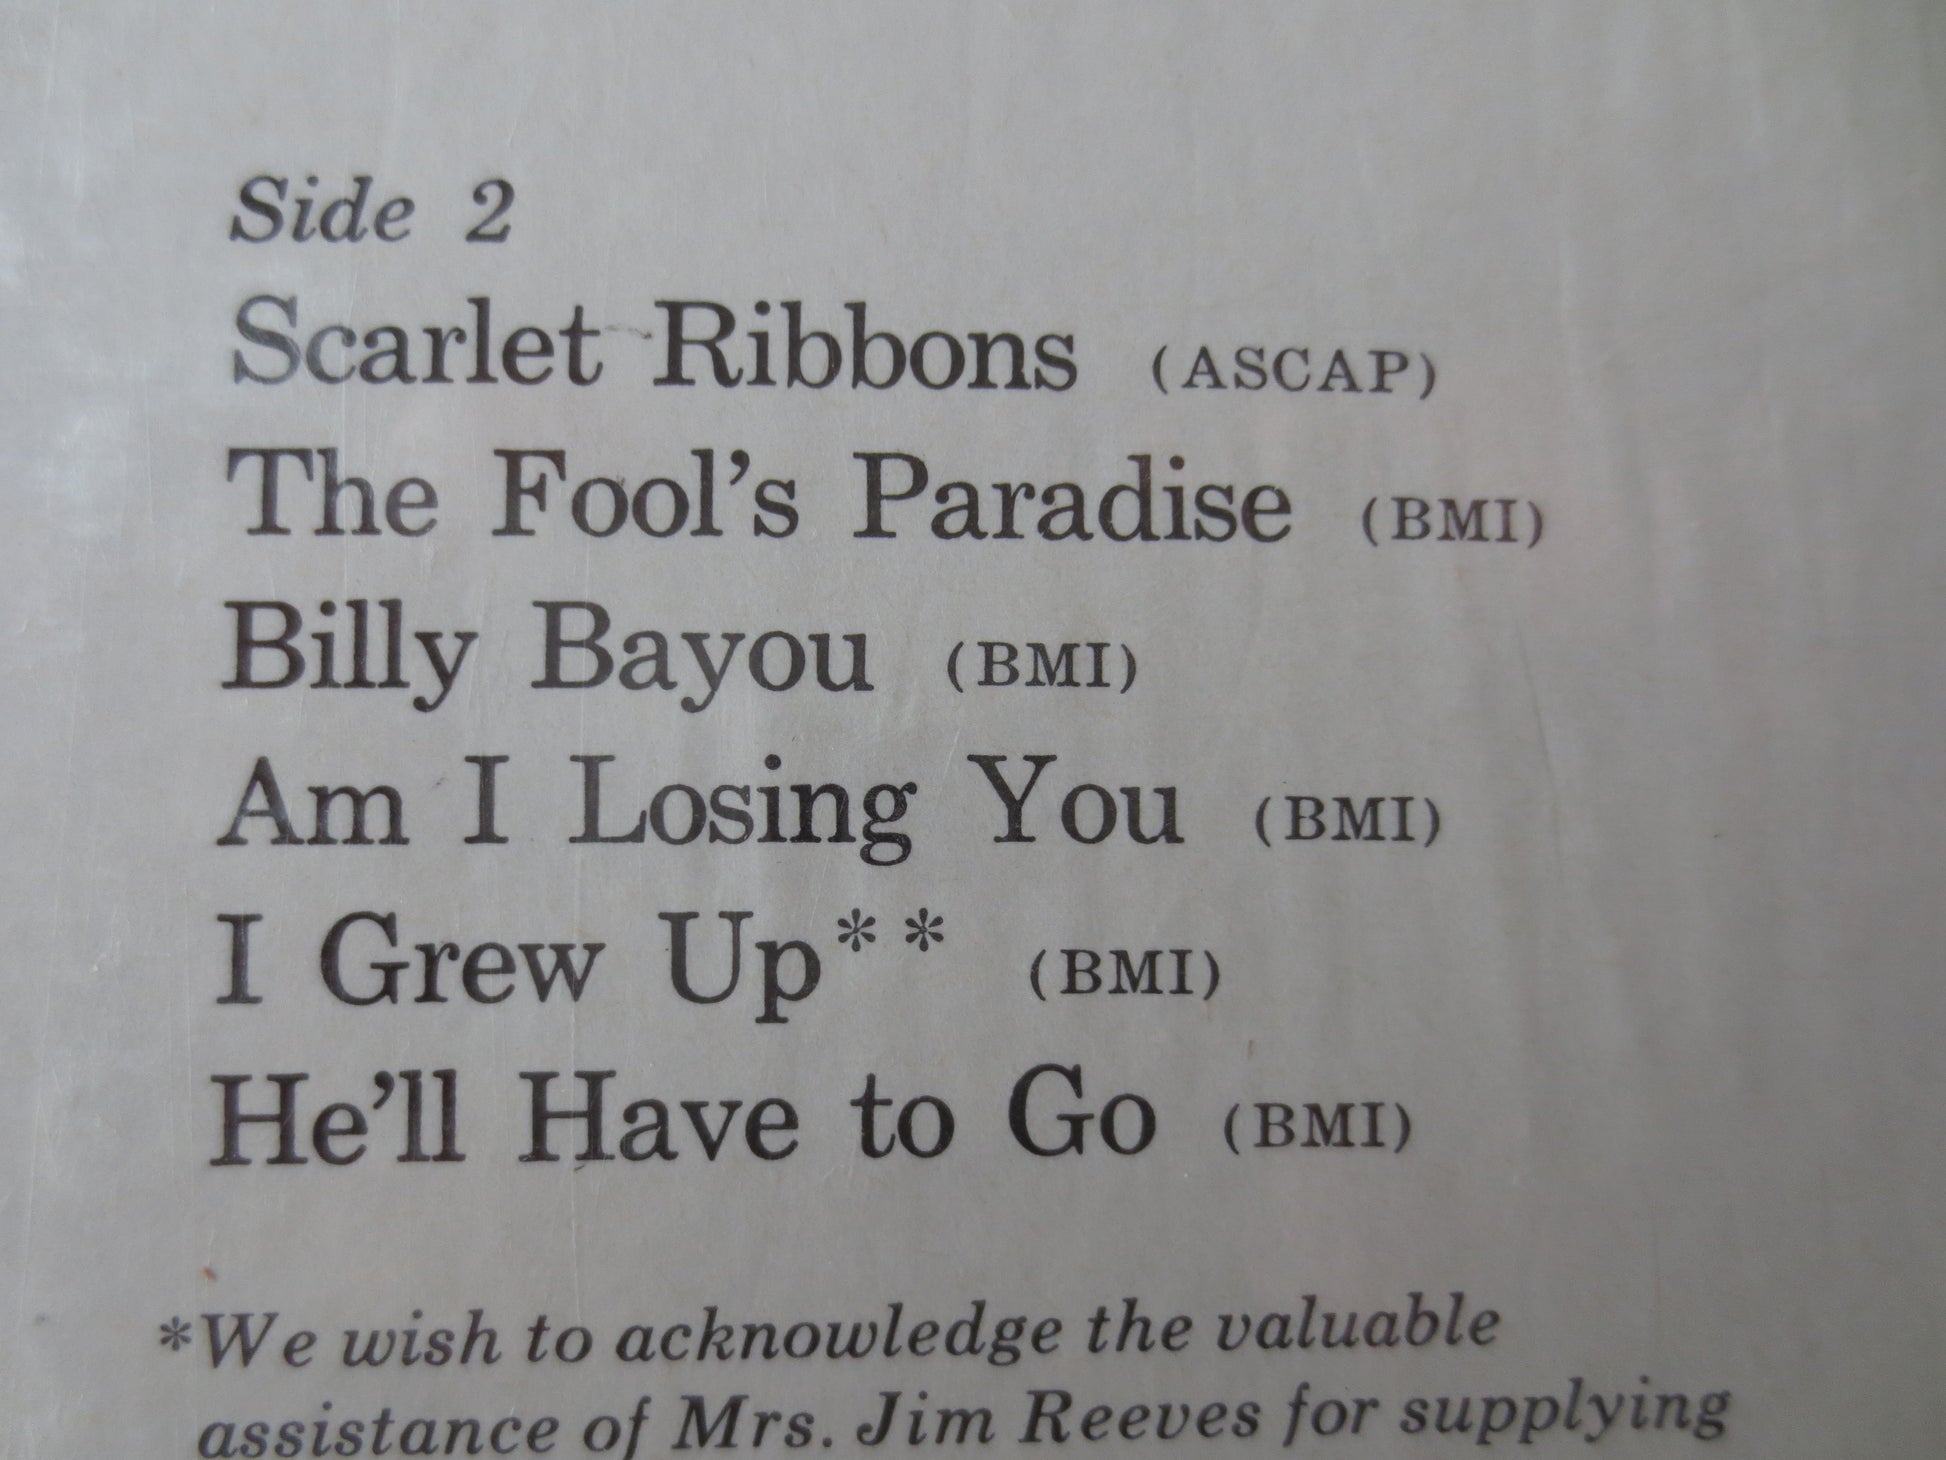 Side 2
Scarlet Ribbons (ASCAP)
The Fool's Paradise (BMI)
Billy Bayou (BMI)
Am I Losing You (BMI)
I Grew Up** (BMI)
He'll Have to Go (BMI)
*We wish to acknowledge the valuable
assistance of Mrs. Jim Reeves for supplying